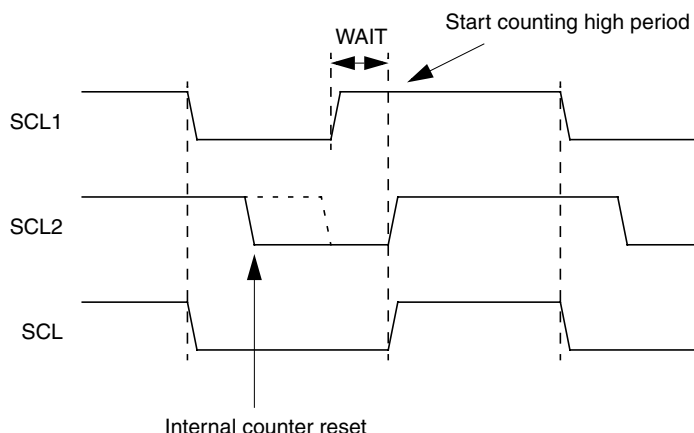 Start counting high period
WAIT
SCL1
SCL2
SCL
Internal counter reset